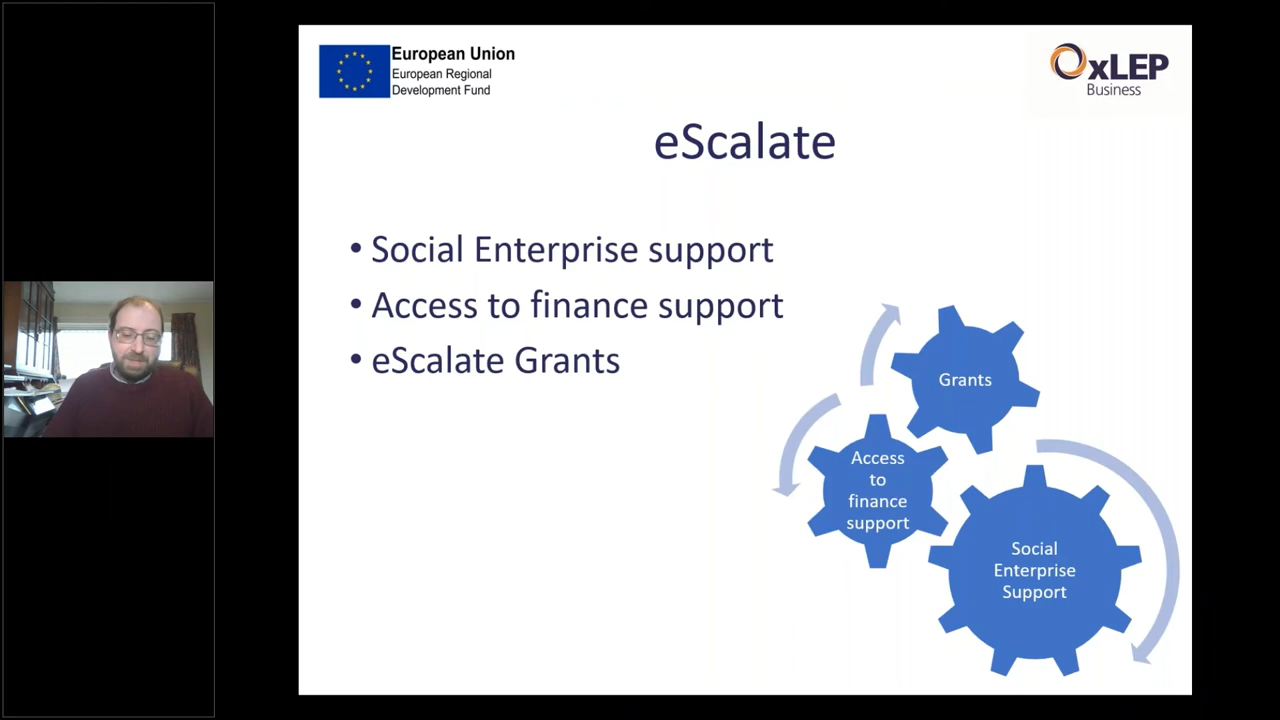 European Union
European Regional
Development Fund
OxLEP
Business
eScalate
• Social Enterprise support
• Access to finance support
• eScalate Grants
Grants
Access
to
finance
support
Social
Enterprise
Support